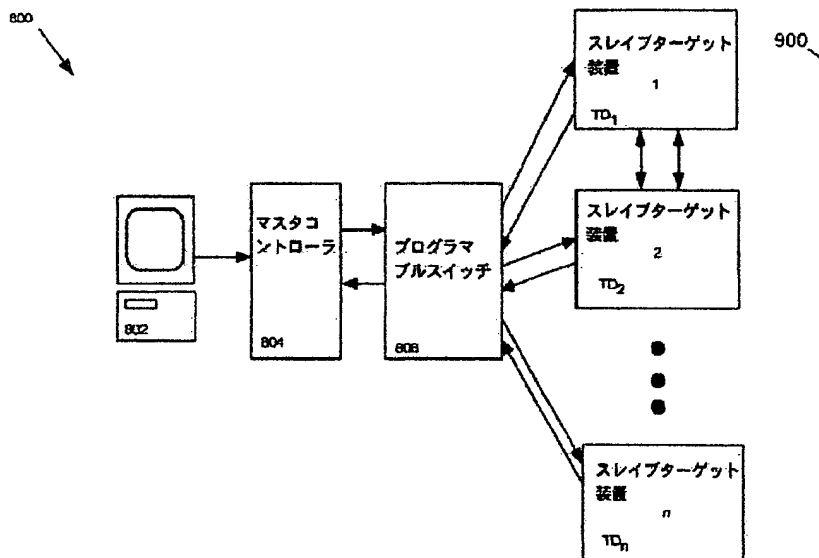 800
900
スレイブターゲット
装置
1
TD1
スレイブターゲット
装置
2
TD2
マスタコ
ントローラ
804
プログラマ
ブルスイッチ
808
802
スレイブターゲット
装置
n
TDn